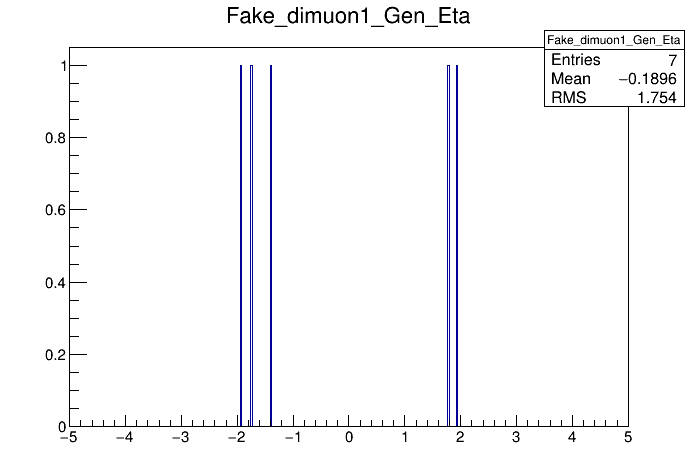 Fake_dimuon1_Gen_Eta
Fake_dimuon1_Gen_Eta
Entries 7
Mean −0.1896
RMS 1.754
1
0.8
0.6
0.4
0.2
0
−5 −4 −3 −2 −1 0 1 2 3 4 5